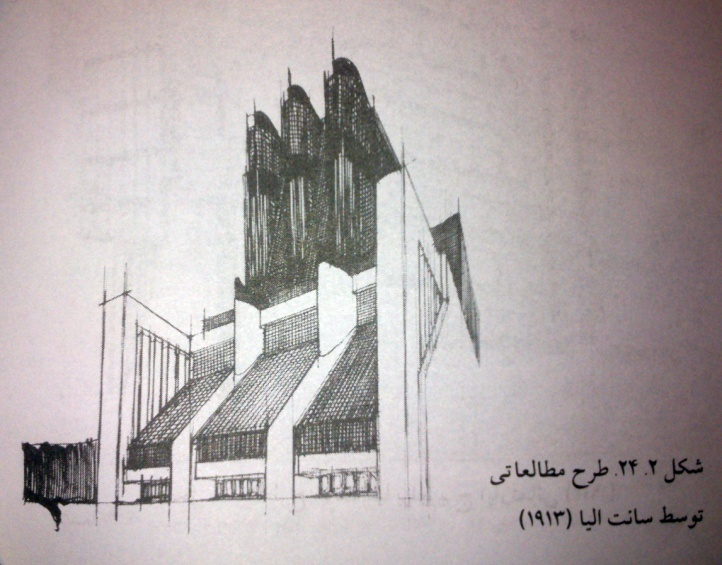 شکل ۲. ۲۴. طرح مطالعاتی
توسط سانت الیا (۱۹۱۳)